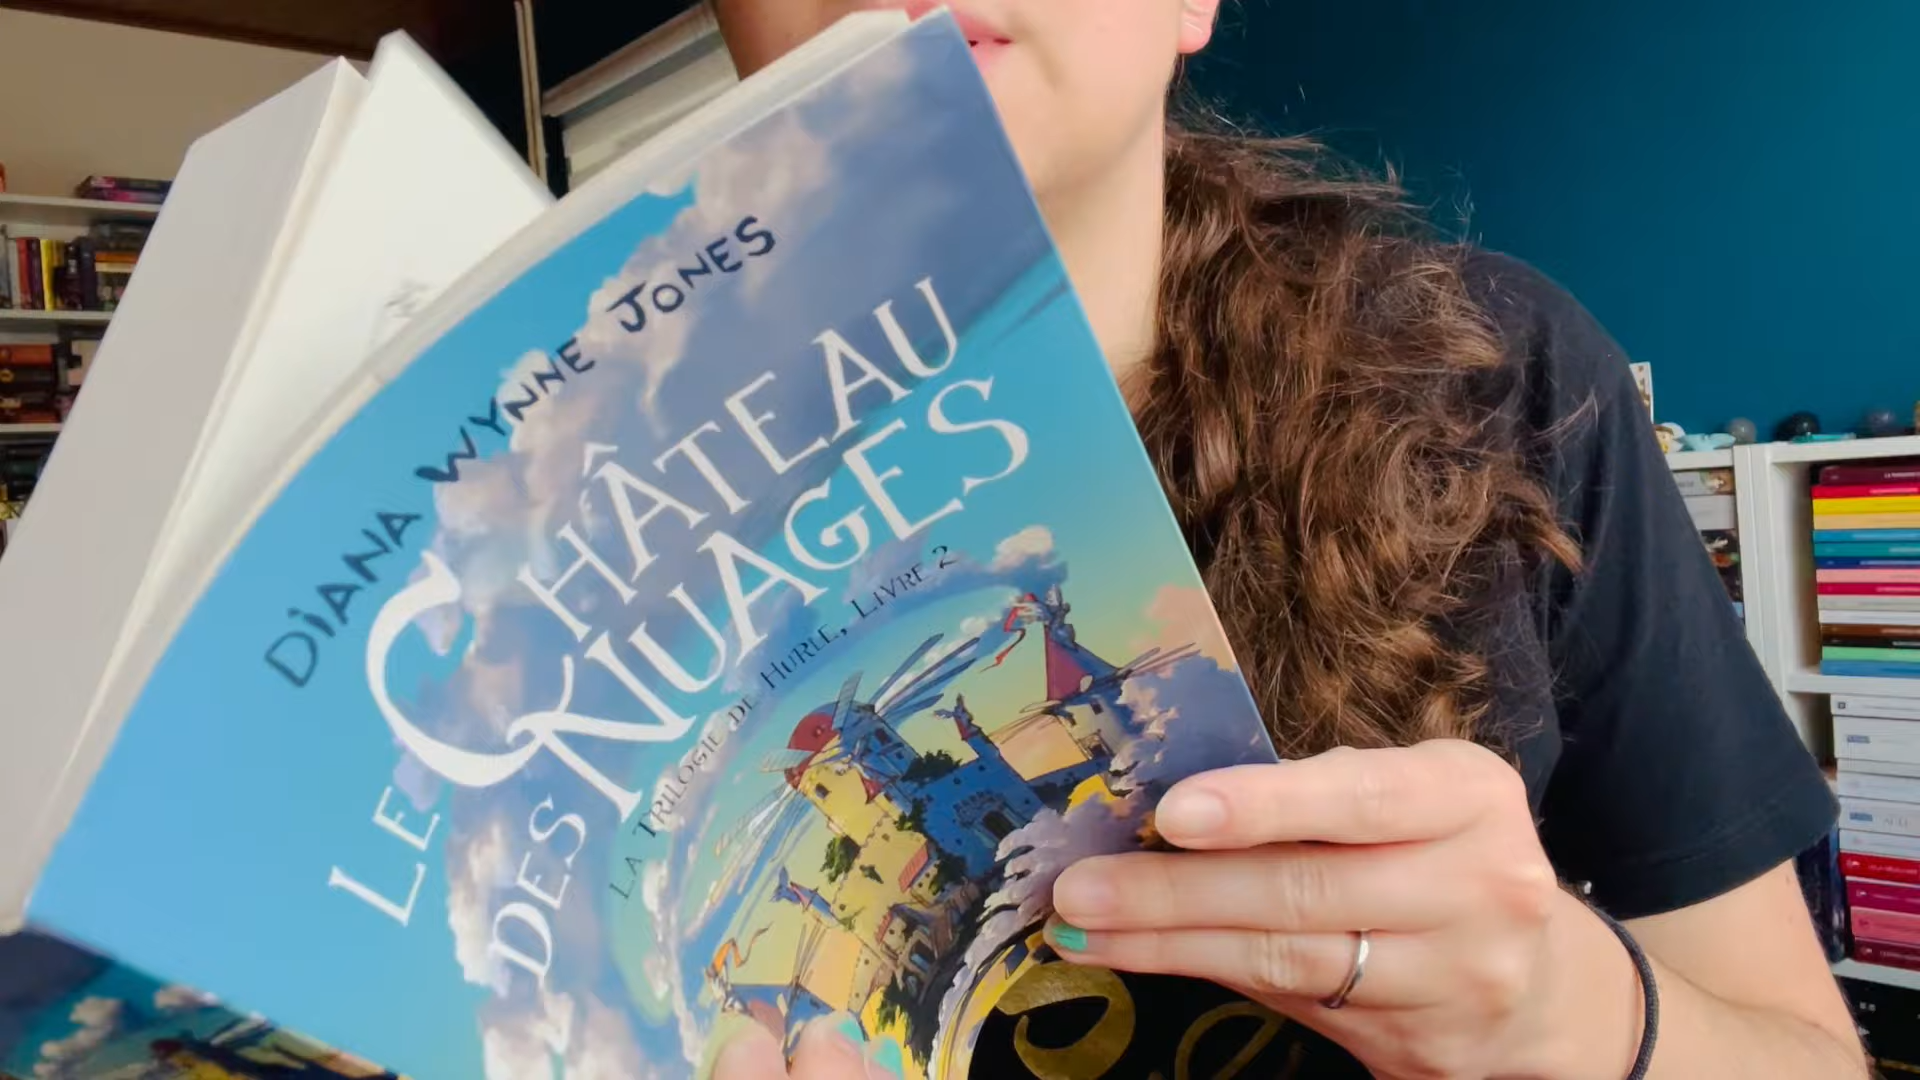 DIANA WYNNE JONES
LE CHÂTEAU
DES NUAGES
LA TRILOGIE DE HURLE, LIVRE 2